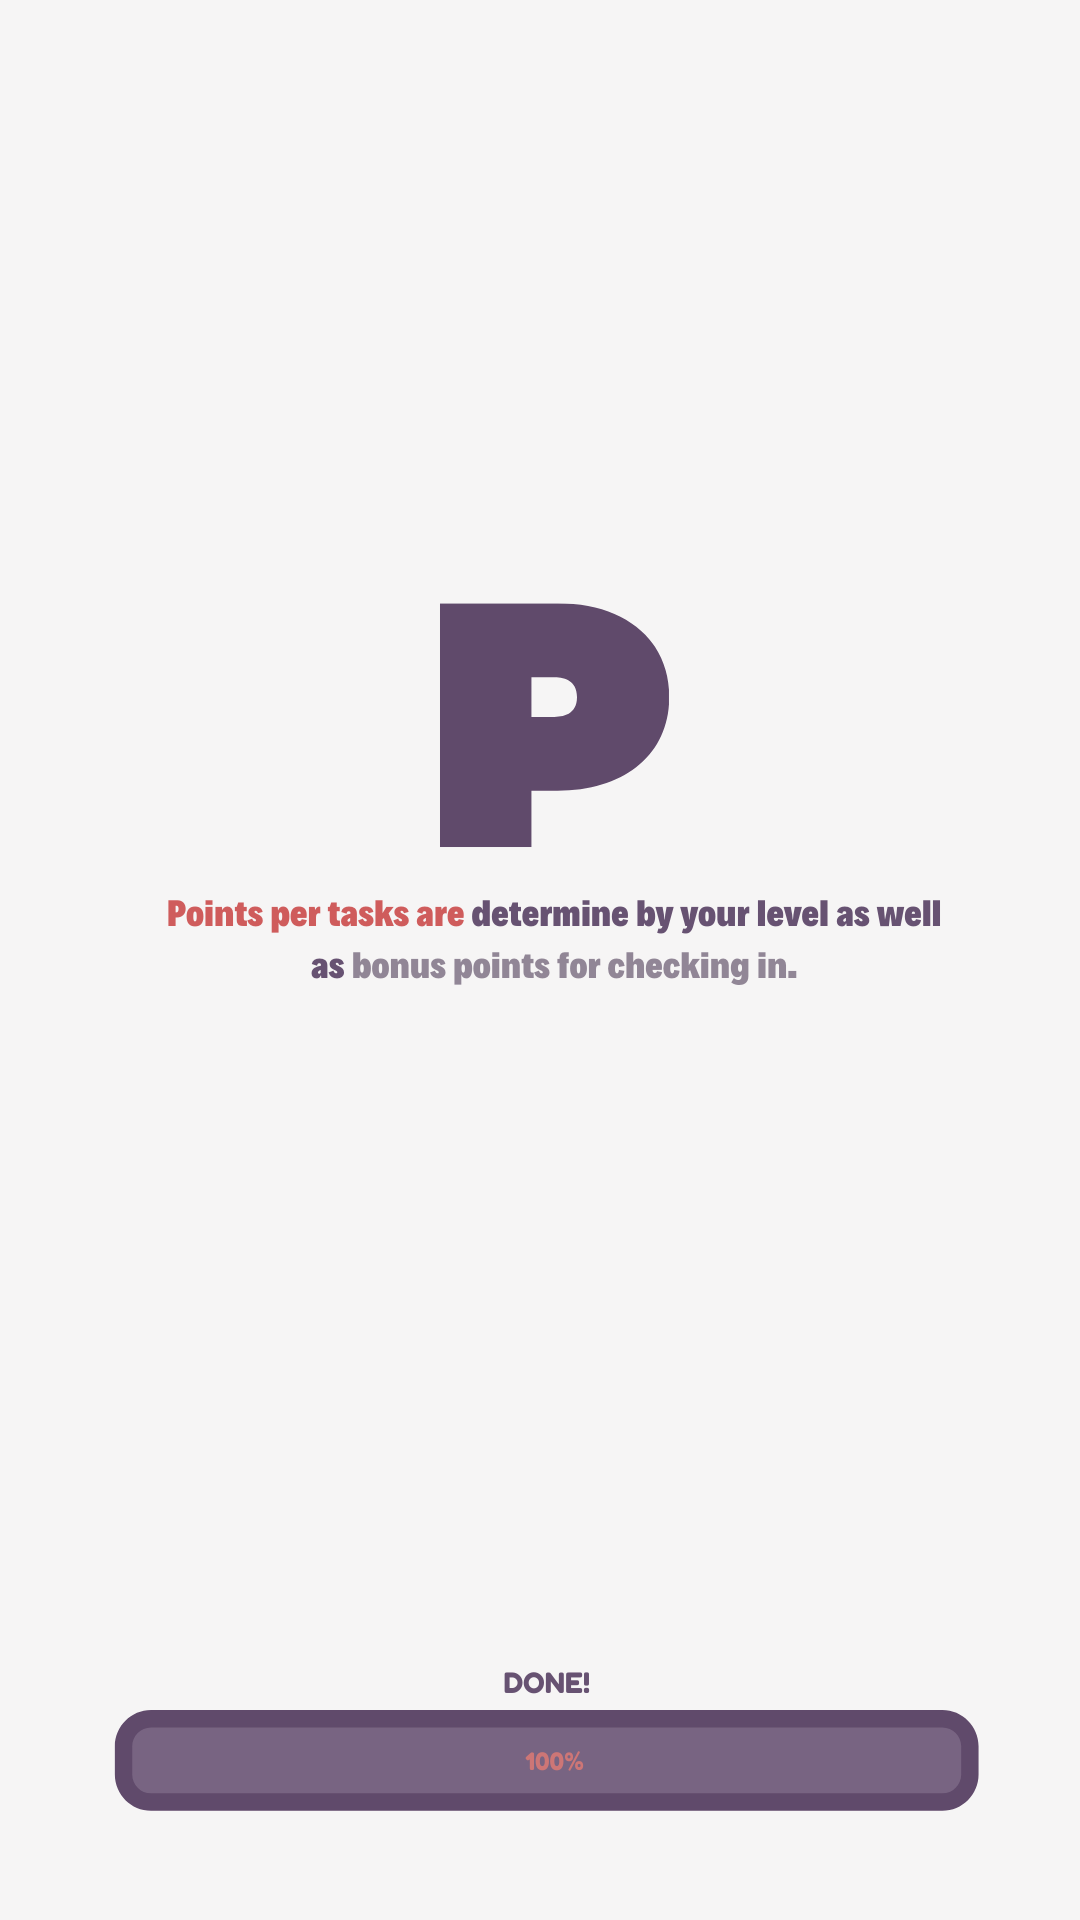 P
Points per tasks are determine by your level as well
as bonus points for checking in.
DONE!
100%